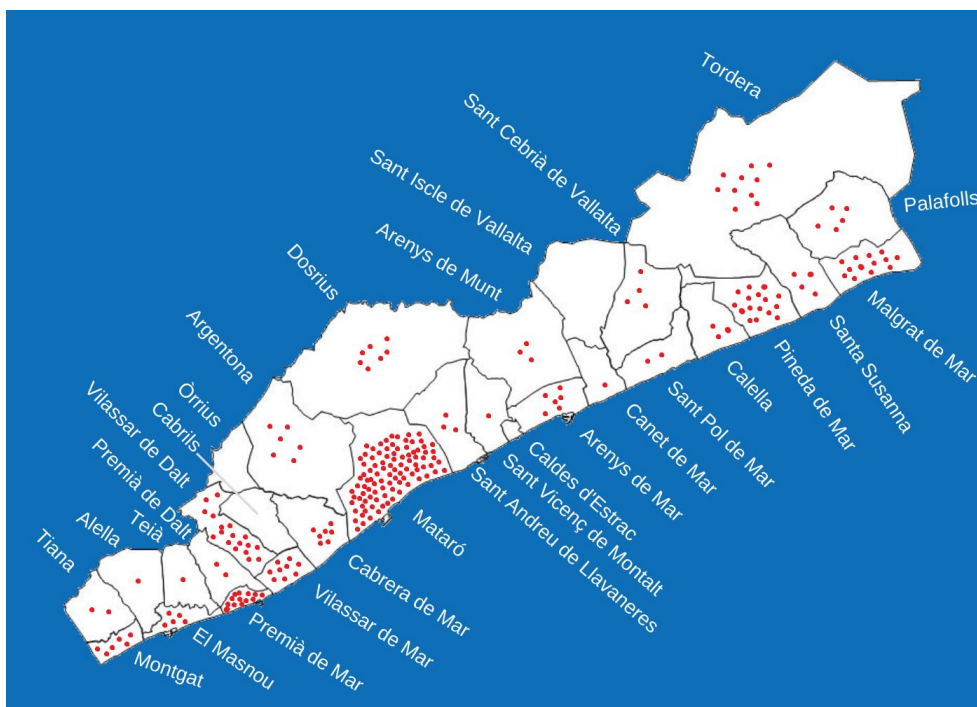 Tordera
Sant Cebrià de Vallalta
Sant Iscle de Vallalta
Arenys de Munt
Dosrius
Argentona
Òrrius
Cabrils
Vilassar de Dalt
Premià de Dalt
Teià
Alella
Tiana
Palafolls
Malgrat de Mar
Santa Susanna
Pineda de Mar
Calella
Sant Pol de Mar
Canet de Mar
Arenys de Mar
Caldes d'Estrac
Sant Vicenç de Montalt
Sant Andreu de Llavaneres
Mataró
Cabrera de Mar
Vilassar de Mar
Premià de Mar
El Masnou
Montgat